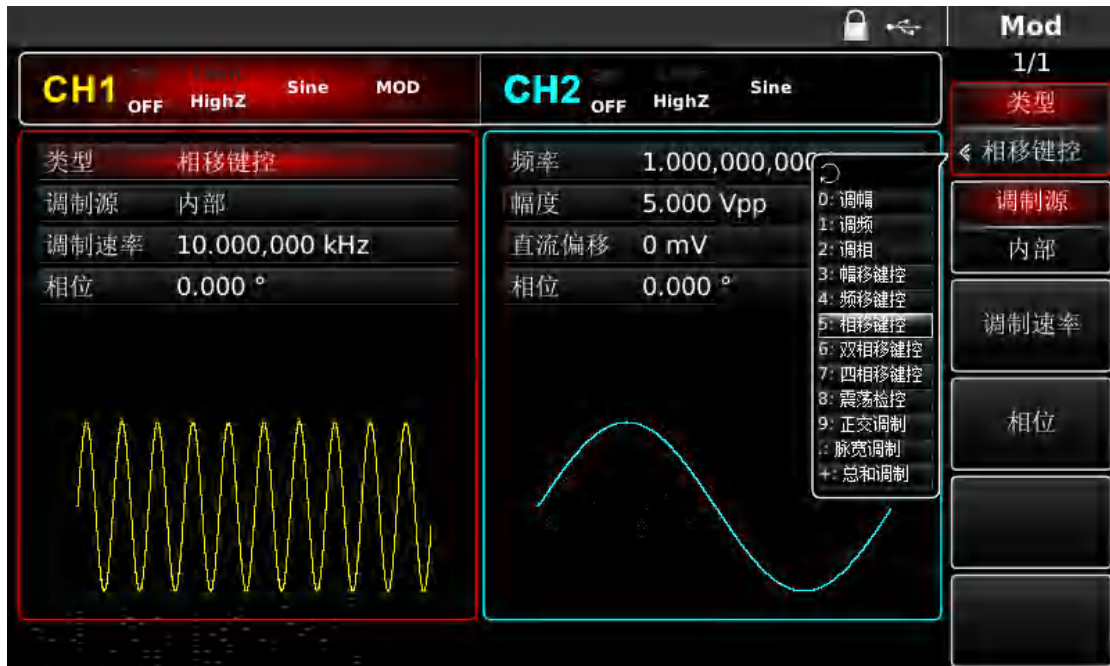 Mod
1/1
CH1 OFF HighZ Sine MOD
CH2 OFF HighZ Sine
类型 相移键控
调制源 内部
调制速率 10.000,000 kHz
相位 0.000 °
频率 1.000,000,000
幅度 5.000 Vpp
直流偏移 0 mV
相位 0.000 °
0: 调幅
1: 调频
2: 调相
3: 幅移键控
4: 频移键控
5: 相移键控
6: 双相移键控
7: 四相移键控
8: 震荡检控
9: 正交调制
.: 脉宽调制
+: 总和调制
类型
相移键控
调制源
内部
调制速率
相位